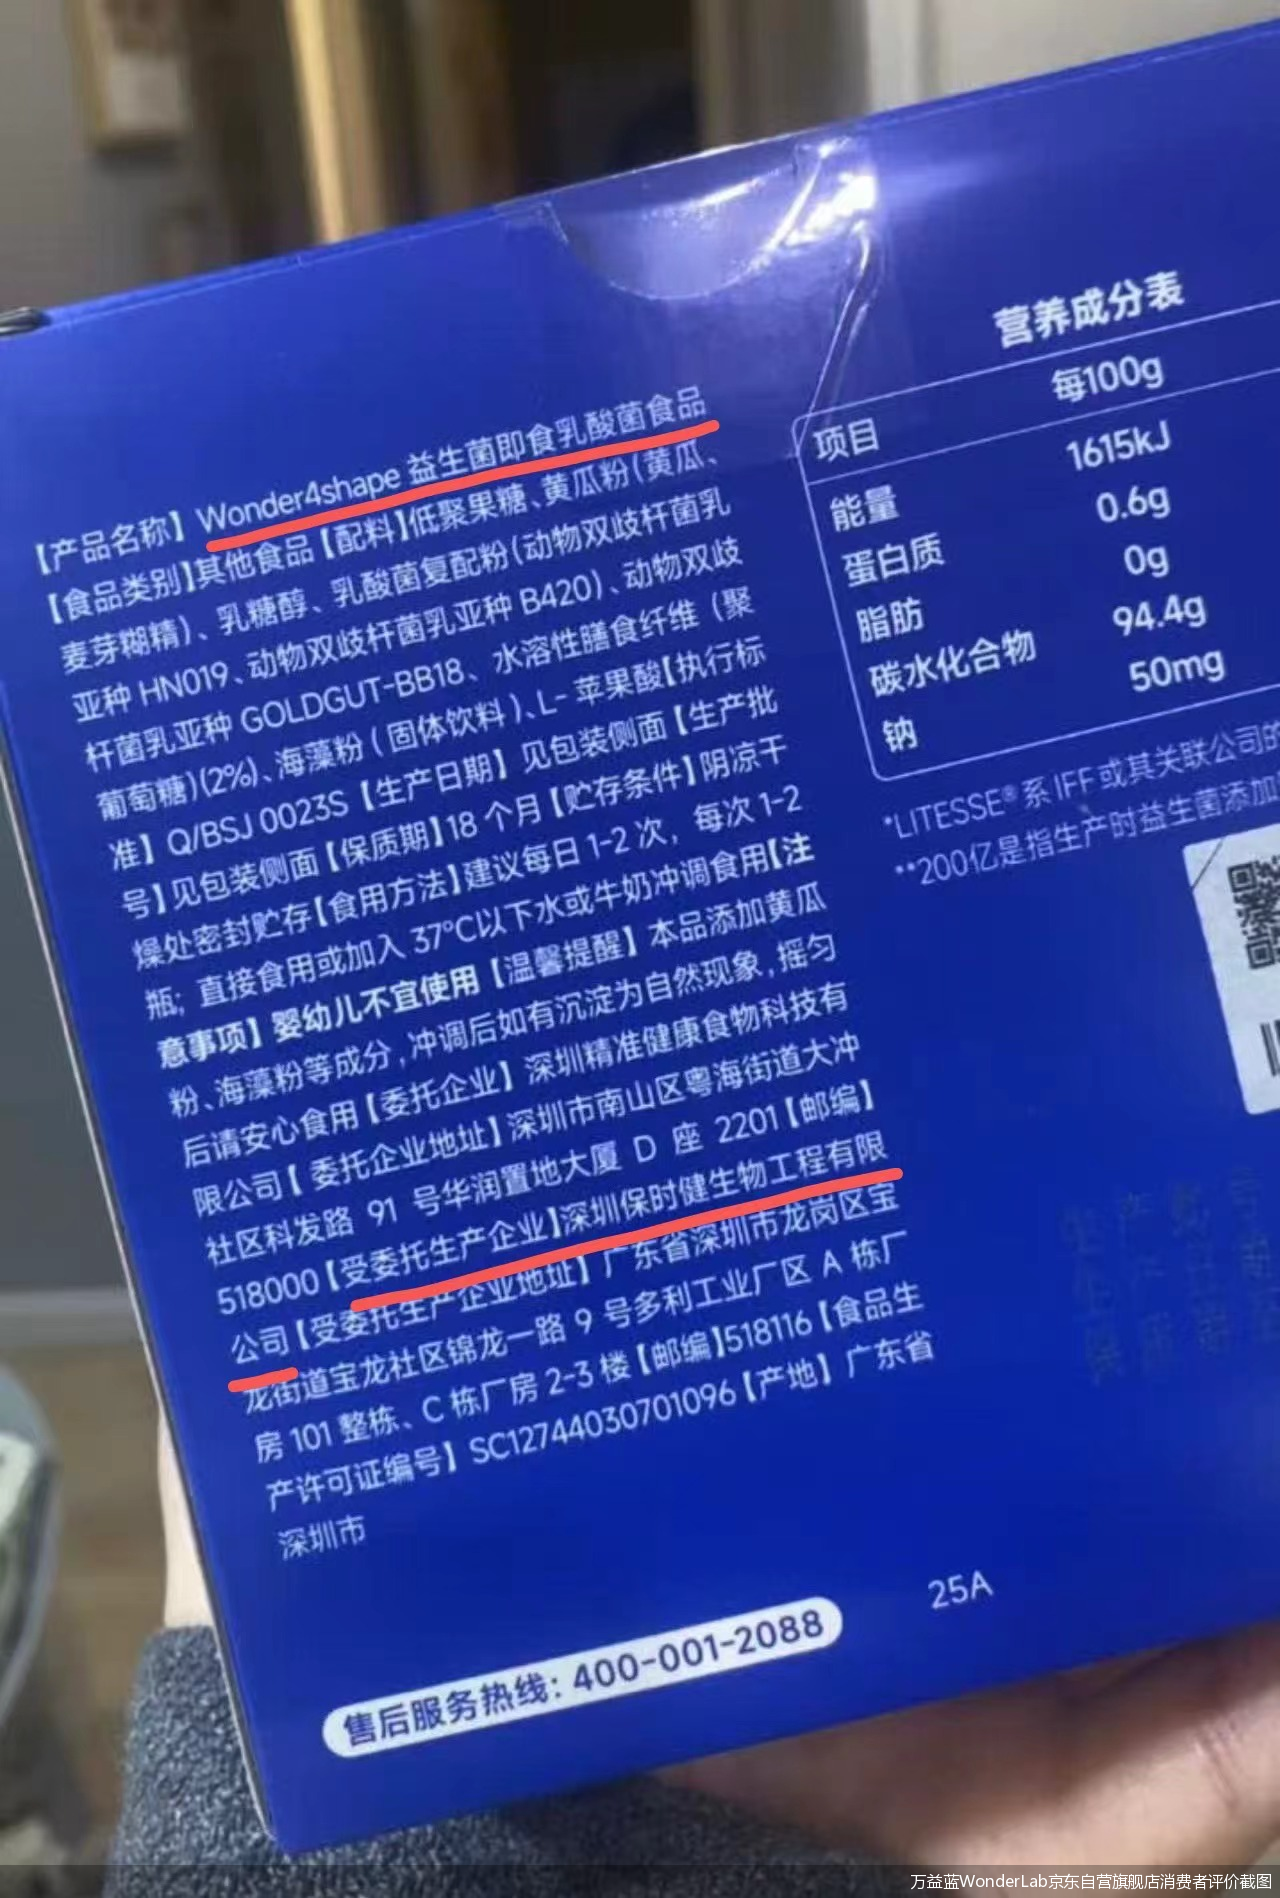 【产品名称】Wonder4shape 益生菌即食乳酸菌食品
【食品类别】其他食品【配料】低聚果糖、黄瓜粉(黄瓜、
麦芽糊精)、乳糖醇、乳酸菌复配粉(动物双歧杆菌乳
亚种 HN019、动物双歧杆菌乳亚种 B420)、动物双歧
杆菌乳亚种 GOLDGUT-BB18、水溶性膳食纤维(聚
葡萄糖)(2%)、海藻粉(固体饮料)、L-苹果酸【执行标
准】Q/BSJ 0023S【生产日期】见包装侧面【生产批
号】见包装侧面【保质期】18个月【贮存条件】阴凉干
燥处密封贮存【食用方法】建议每日1-2次,每次1-2
瓶;直接食用或加入 37℃以下水或牛奶冲调食用【注
意事项】婴幼儿不宜使用【温馨提醒】本品添加黄瓜
粉、海藻粉等成分,冲调后如有沉淀为自然现象,摇匀
后请安心食用【委托企业】深圳精准健康食物科技有
限公司【委托企业地址】深圳市南山区粤海街道大冲
社区科发路 91 号华润置地大厦 D 座 2201【邮编】
518000【受委托生产企业】深圳保时健生物工程有限
公司【受委托生产企业地址】广东省深圳市龙岗区宝
龙街道宝龙社区锦龙一路 9 号多利工业厂区 A 栋厂
房 101 整栋、C 栋厂房 2-3 楼【邮编】518116【食品生
产许可证编号】SC12744030701096【产地】广东省
深圳市
售后服务热线: 400-001-2088
25A
营养成分表
项目 每100g
能量 1615kJ
蛋白质 0.6g
脂肪 0g
碳水化合物 94.4g
钠 50mg
*LITESSE®系IFF或其关联公司的
**200亿是指生产时益生菌添加
万益蓝WonderLab京东自营旗舰店消费者评价截图